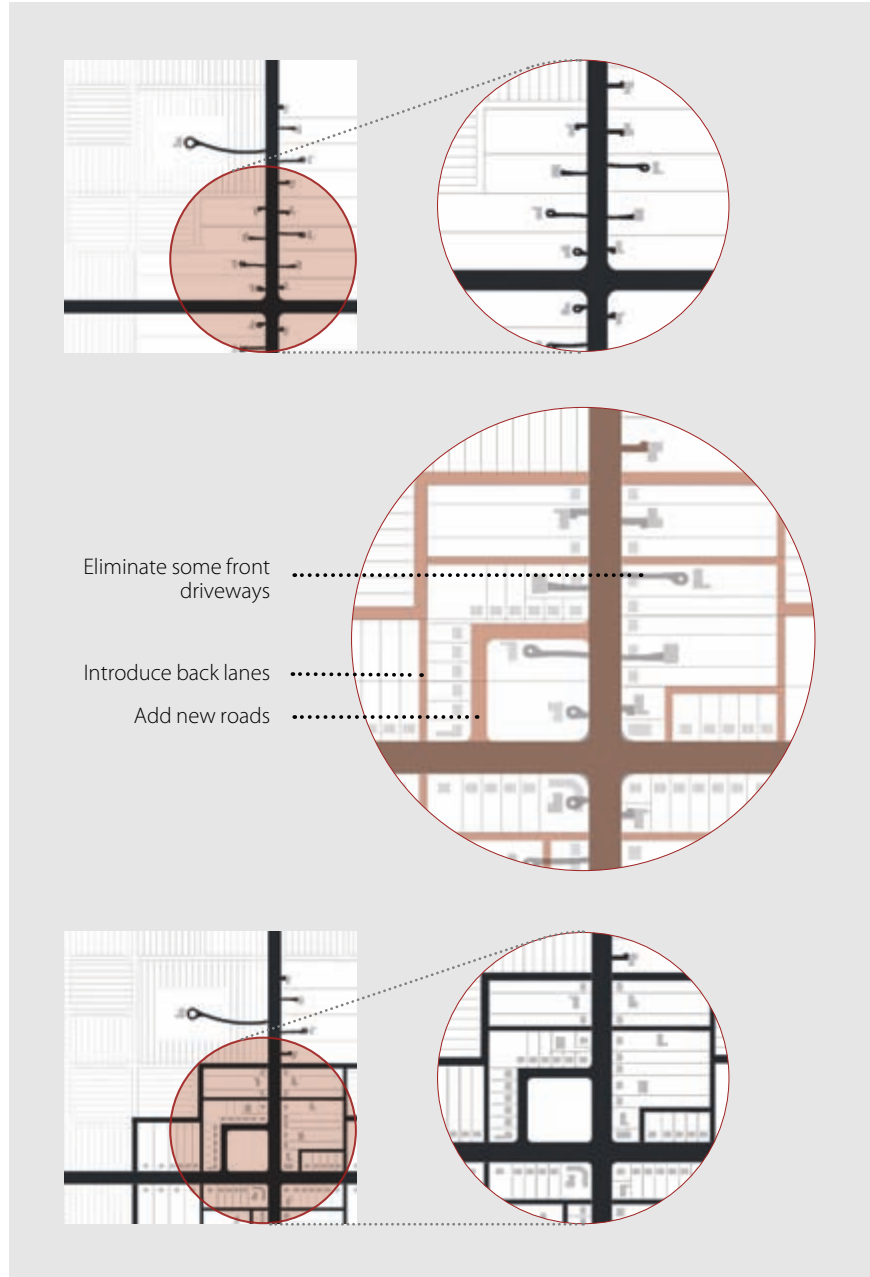 Eliminate some front
driveways
Introduce back lanes
Add new roads